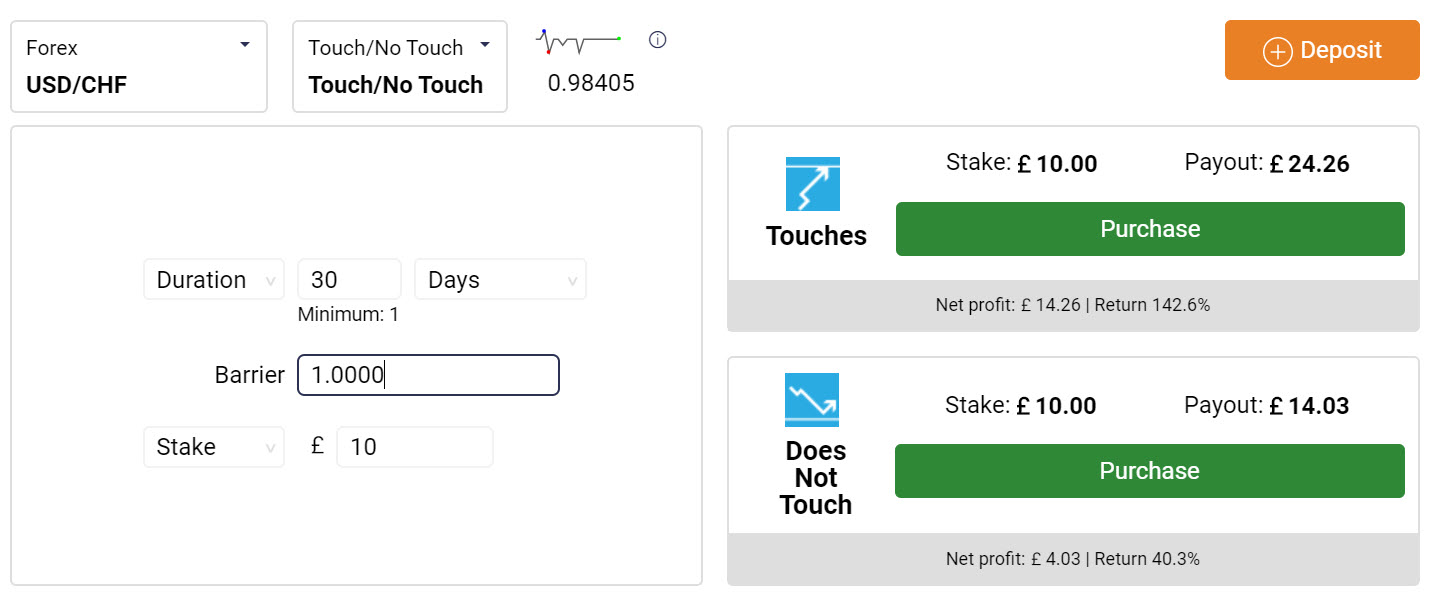 Forex
USD/CHF
Touch/No Touch
Touch/No Touch
0.98405
Deposit
Duration 30 Days
Minimum: 1
Barrier 1.0000
Stake £ 10
Touches
Stake: £ 10.00 Payout: £ 24.26
Purchase
Net profit: £ 14.26 | Return 142.6%
Does
Not
Touch
Stake: £ 10.00 Payout: £ 14.03
Purchase
Net profit: £ 4.03 | Return 40.3%